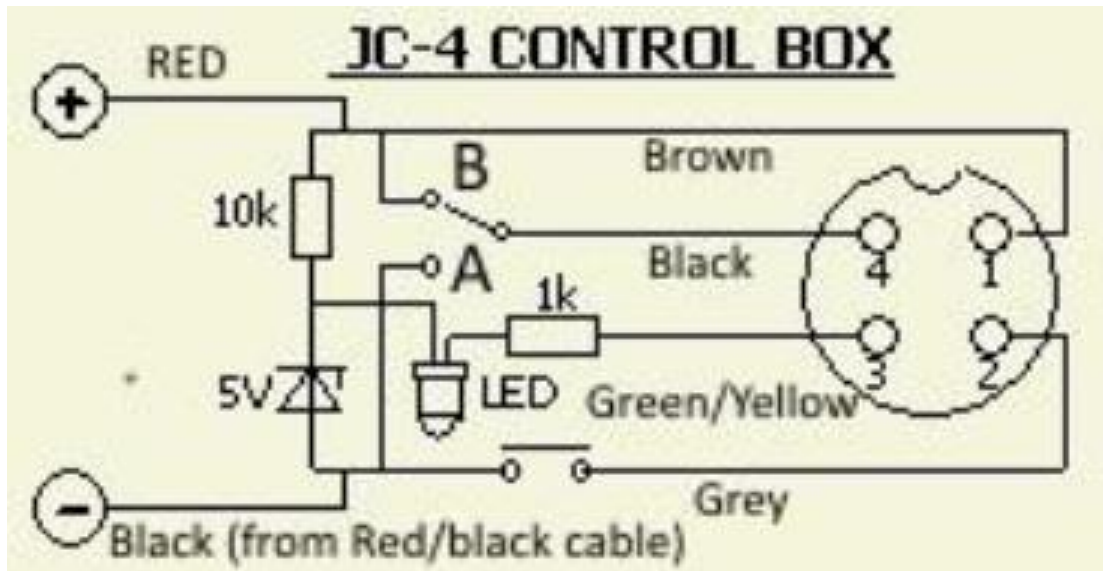 JC-4 CONTROL BOX
RED
+
Brown
B
10k
Black
A
4
1
1k
3
2
5V
LED
Green/Yellow
Grey
-
Black (from Red/black cable)